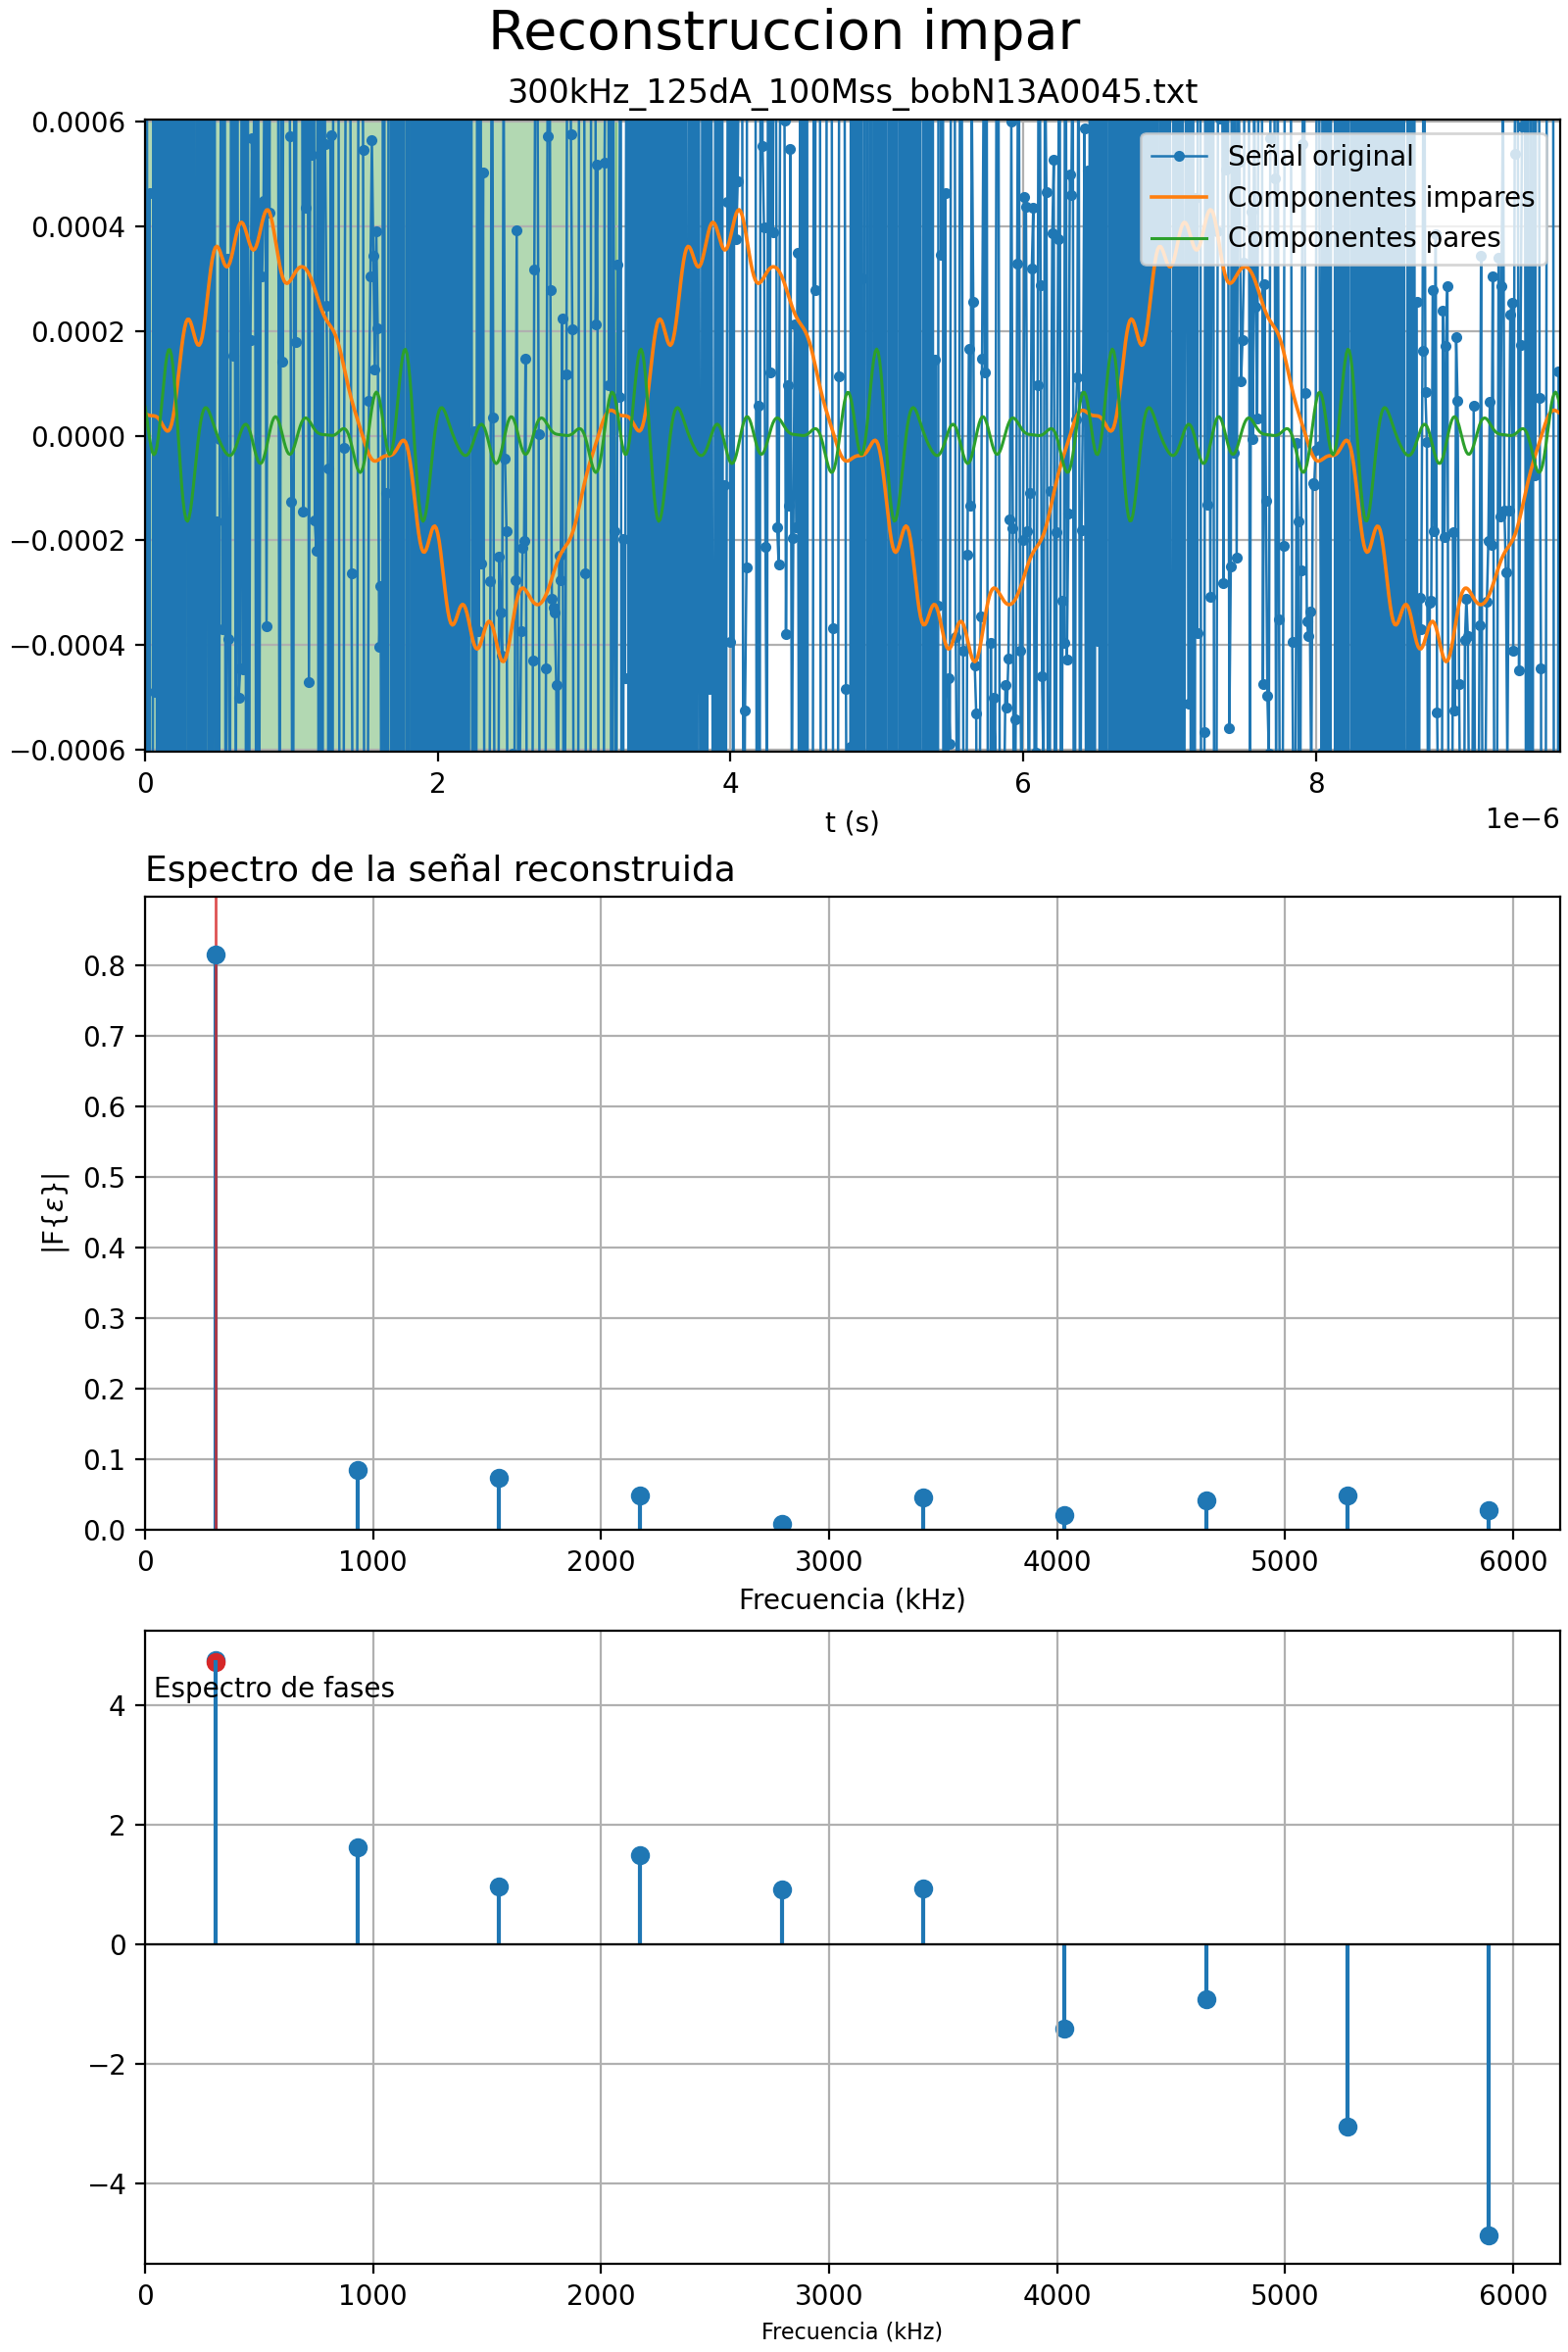 Reconstruccion impar
300kHz_125dA_100Mss_bobN13A0045.txt
0.0006
0.0004
0.0002
0.0000
−0.0002
−0.0004
−0.0006
Señal original
Componentes impares
Componentes pares
0 2 4 6 8
t (s)
1e−6
Espectro de la señal reconstruida
0.8
0.7
0.6
0.5
0.4
0.3
0.2
0.1
0.0
|F{ε}|
0 1000 2000 3000 4000 5000 6000
Frecuencia (kHz)
Espectro de fases
4
2
0
−2
−4
0 1000 2000 3000 4000 5000 6000
Frecuencia (kHz)